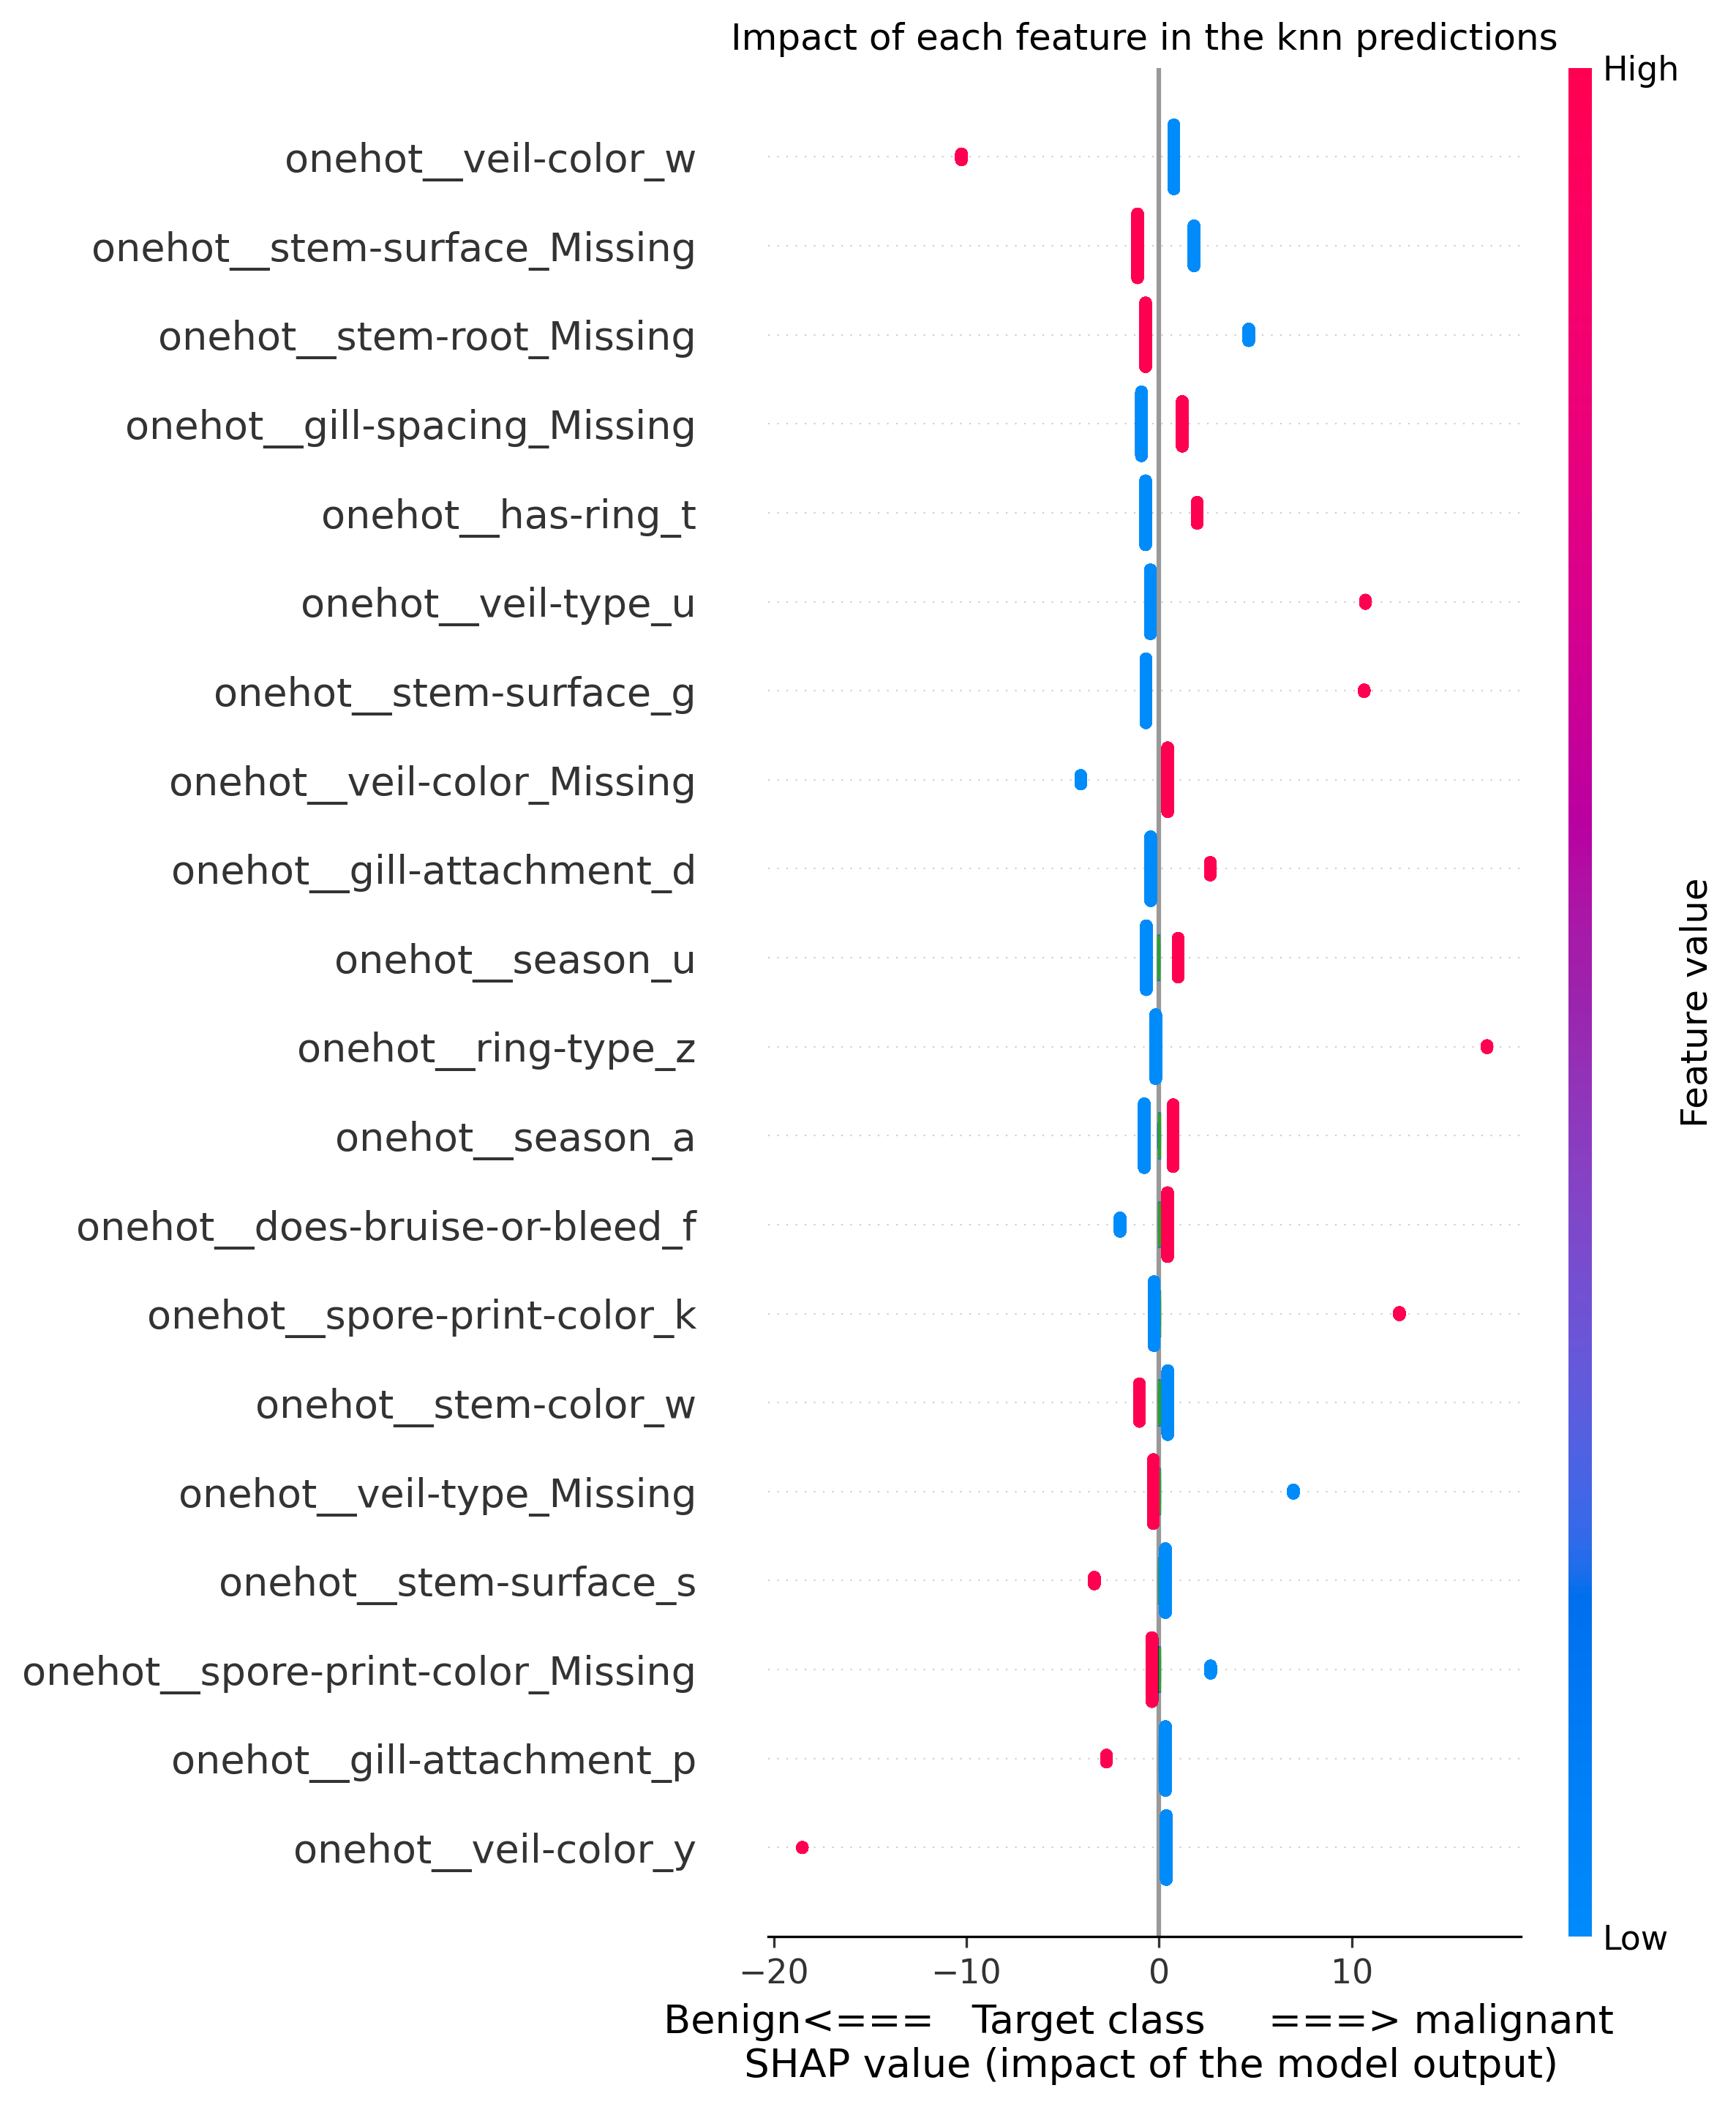 Impact of each feature in the knn predictions
High
onehot__veil-color_w
onehot__stem-surface_Missing
onehot__stem-root_Missing
onehot__gill-spacing_Missing
onehot__has-ring_t
onehot__veil-type_u
onehot__stem-surface_g
onehot__veil-color_Missing
onehot__gill-attachment_d
onehot__season_u
onehot__ring-type_z
onehot__season_a
onehot__does-bruise-or-bleed_f
onehot__spore-print-color_k
onehot__stem-color_w
onehot__veil-type_Missing
onehot__stem-surface_s
onehot__spore-print-color_Missing
onehot__gill-attachment_p
onehot__veil-color_y
Feature value
Low
−20 −10 0 10
Benign<=== Target class ===> malignant
SHAP value (impact of the model output)